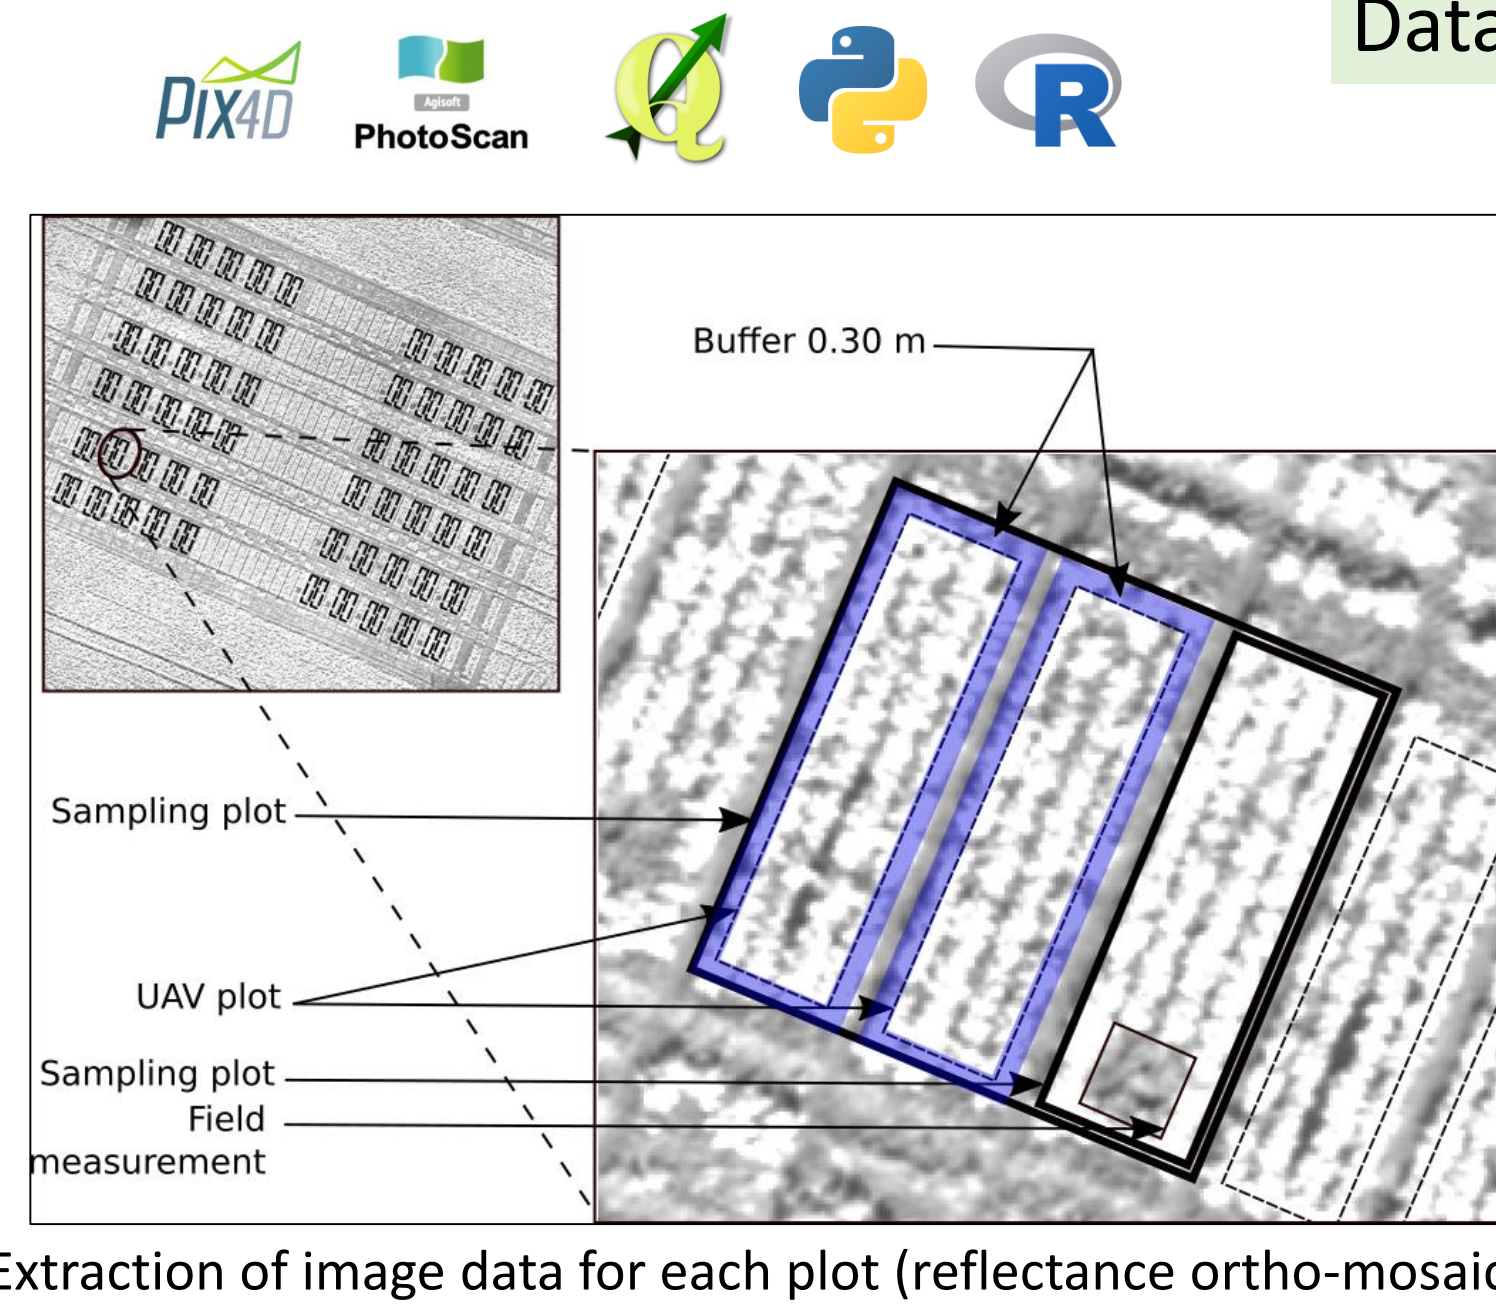 Data
PIX4D
Agisoft
PhotoScan
Q
R
Buffer 0.30 m
Sampling plot
UAV plot
Sampling plot
Field
measurement
Extraction of image data for each plot (reflectance ortho-mosaic